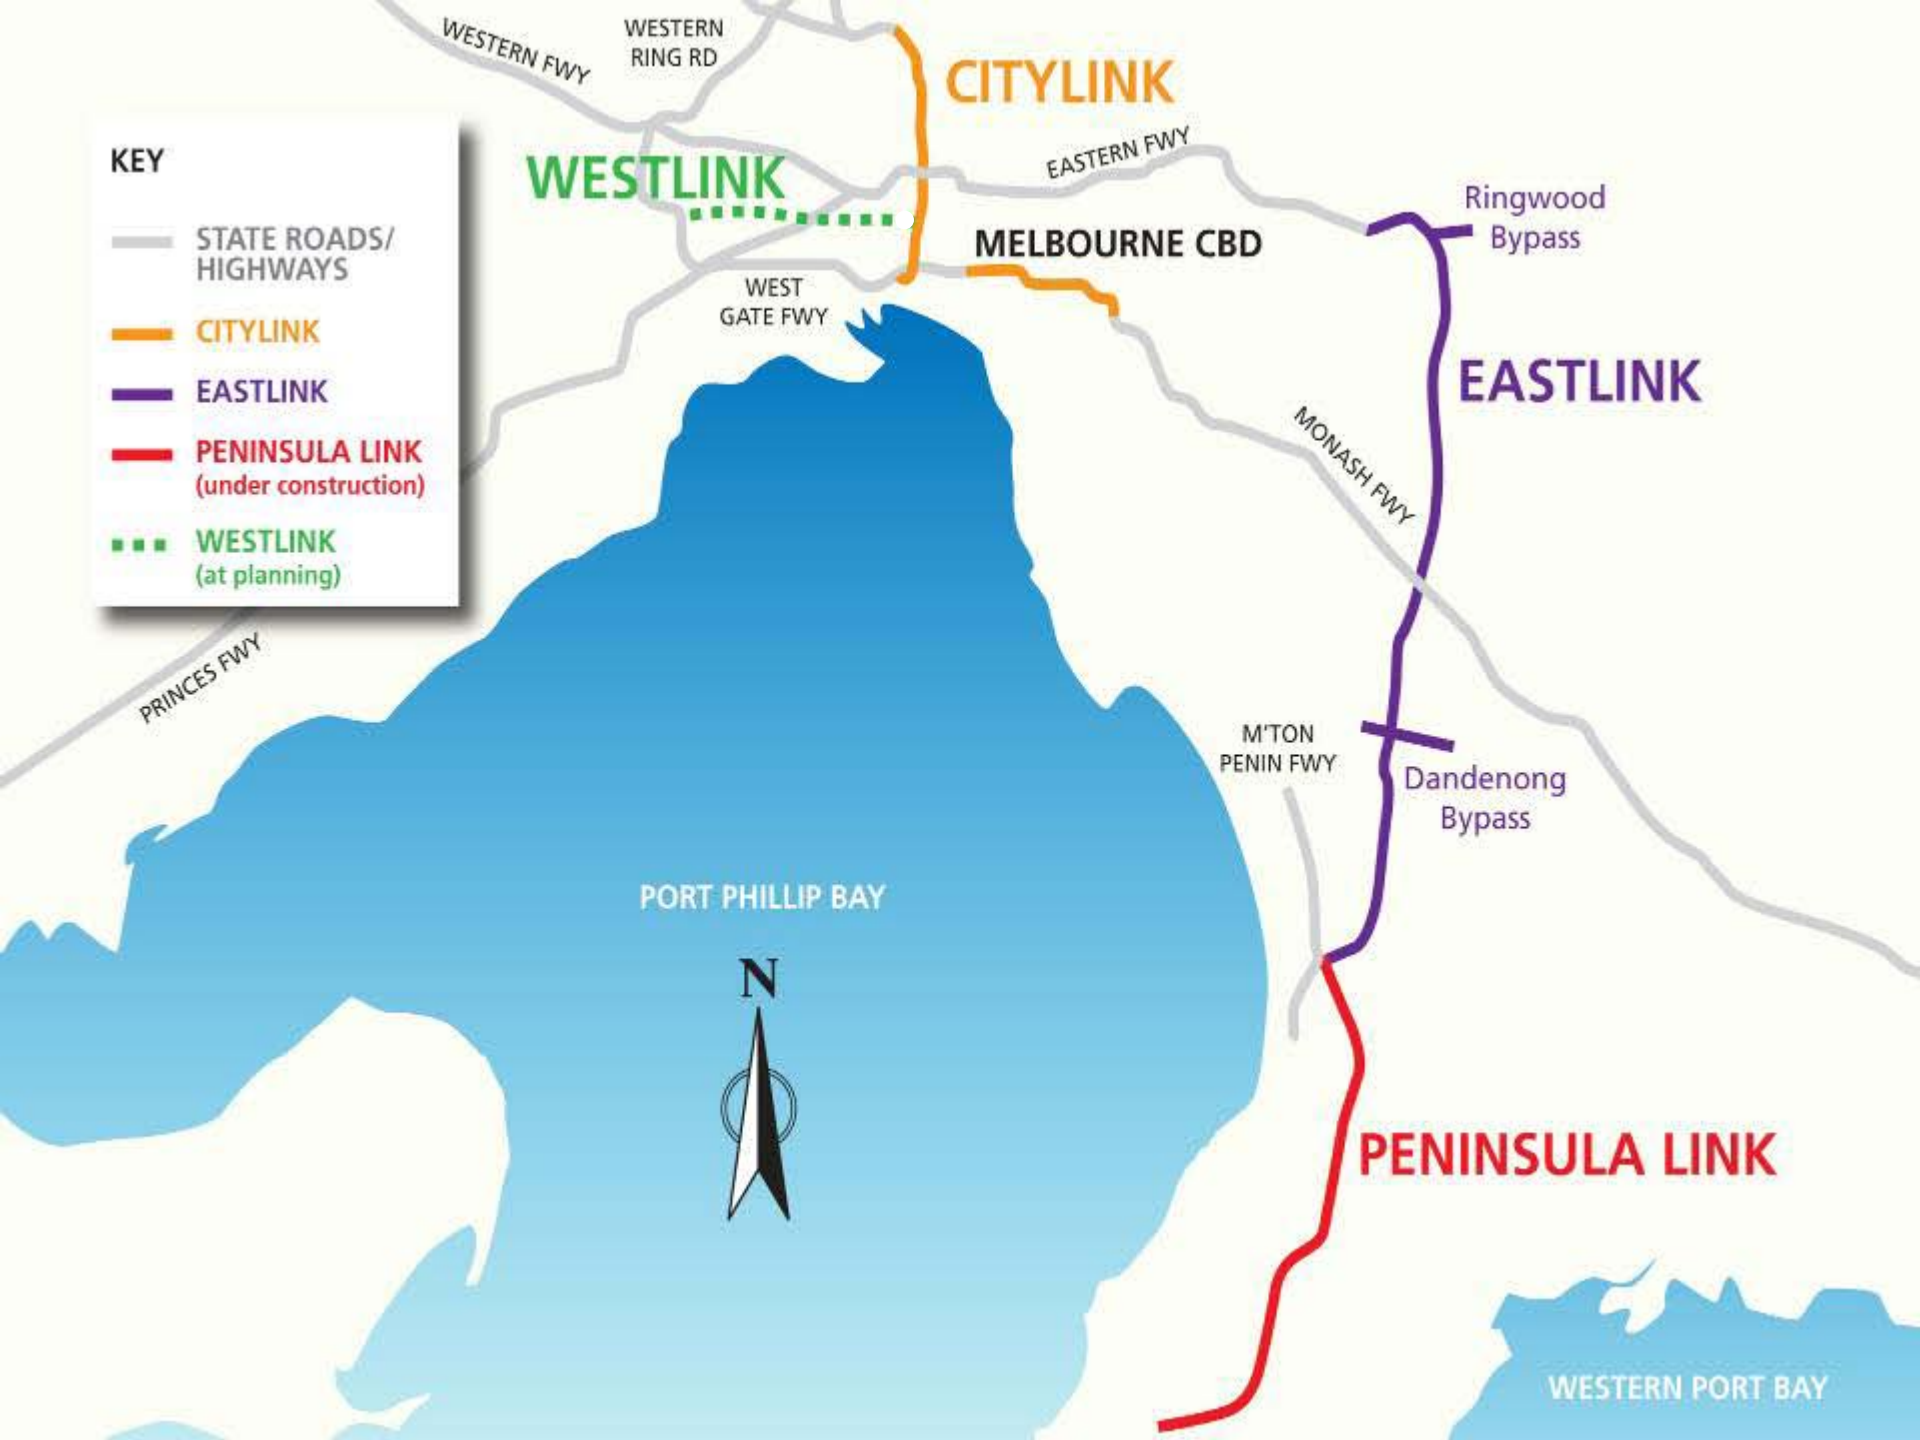 WESTERN FWY
WESTERN
RING RD
CITYLINK
KEY
STATE ROADS/
HIGHWAYS
CITYLINK
EASTLINK
PENINSULA LINK
(under construction)
WESTLINK
(at planning)
WESTLINK
EASTERN FWY
Ringwood
Bypass
MELBOURNE CBD
WEST
GATE FWY
EASTLINK
MONASH FWY
PRINCES FWY
M'TON
PENIN FWY
Dandenong
Bypass
PORT PHILLIP BAY
N
PENINSULA LINK
WESTERN PORT BAY